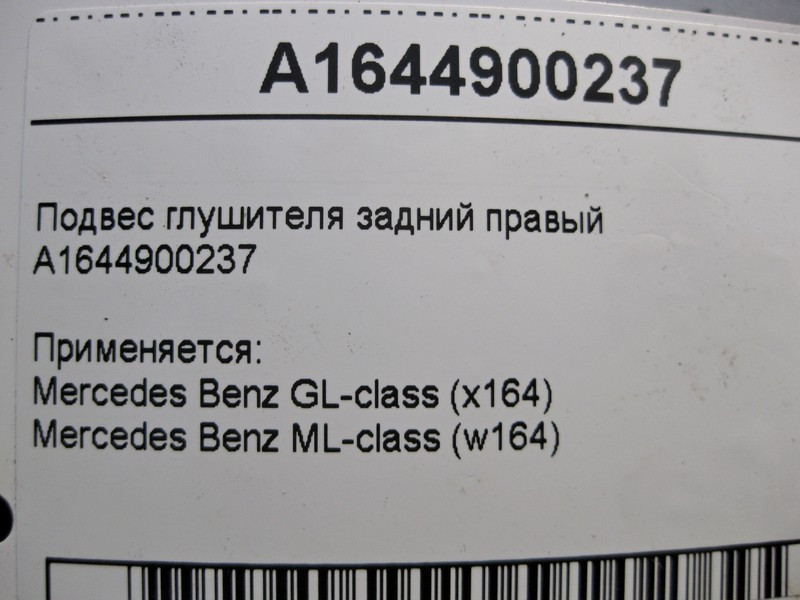 A1644900237
Подвес глушителя задний правый
A1644900237
Применяется:
Mercedes Benz GL-class (x164)
Mercedes Benz ML-class (w164)